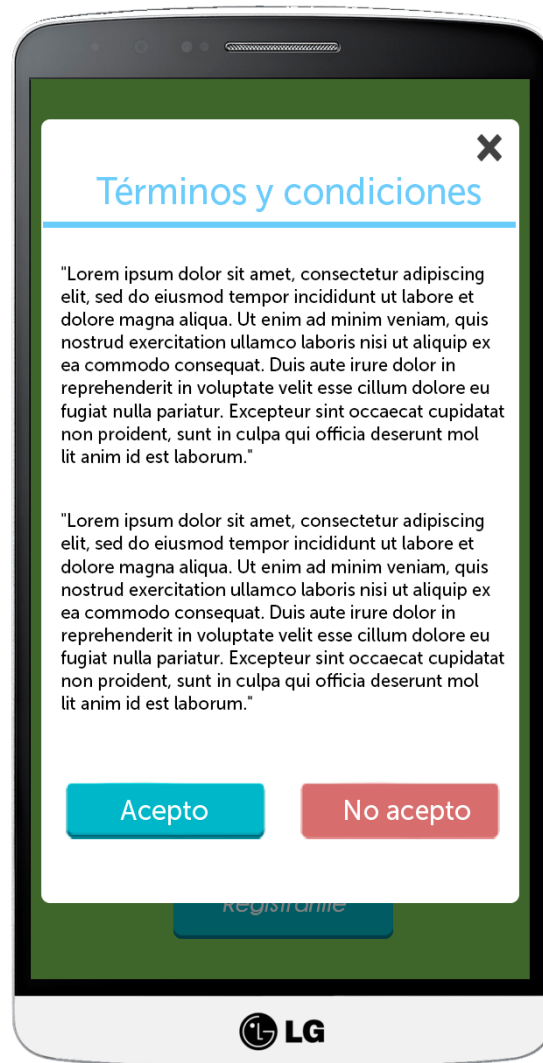 Términos y condiciones
"Lorem ipsum dolor sit amet, consectetur adipiscing
elit, sed do eiusmod tempor incididunt ut labore et
dolore magna aliqua. Ut enim ad minim veniam, quis
nostrud exercitation ullamco laboris nisi ut aliquip ex
ea commodo consequat. Duis aute irure dolor in
reprehenderit in voluptate velit esse cillum dolore eu
fugiat nulla pariatur. Excepteur sint occaecat cupidatat
non proident, sunt in culpa qui officia deserunt mol
lit anim id est laborum."
"Lorem ipsum dolor sit amet, consectetur adipiscing
elit, sed do eiusmod tempor incididunt ut labore et
dolore magna aliqua. Ut enim ad minim veniam, quis
nostrud exercitation ullamco laboris nisi ut aliquip ex
ea commodo consequat. Duis aute irure dolor in
reprehenderit in voluptate velit esse cillum dolore eu
fugiat nulla pariatur. Excepteur sint occaecat cupidatat
non proident, sunt in culpa qui officia deserunt mol
lit anim id est laborum."
Acepto
No acepto
LG